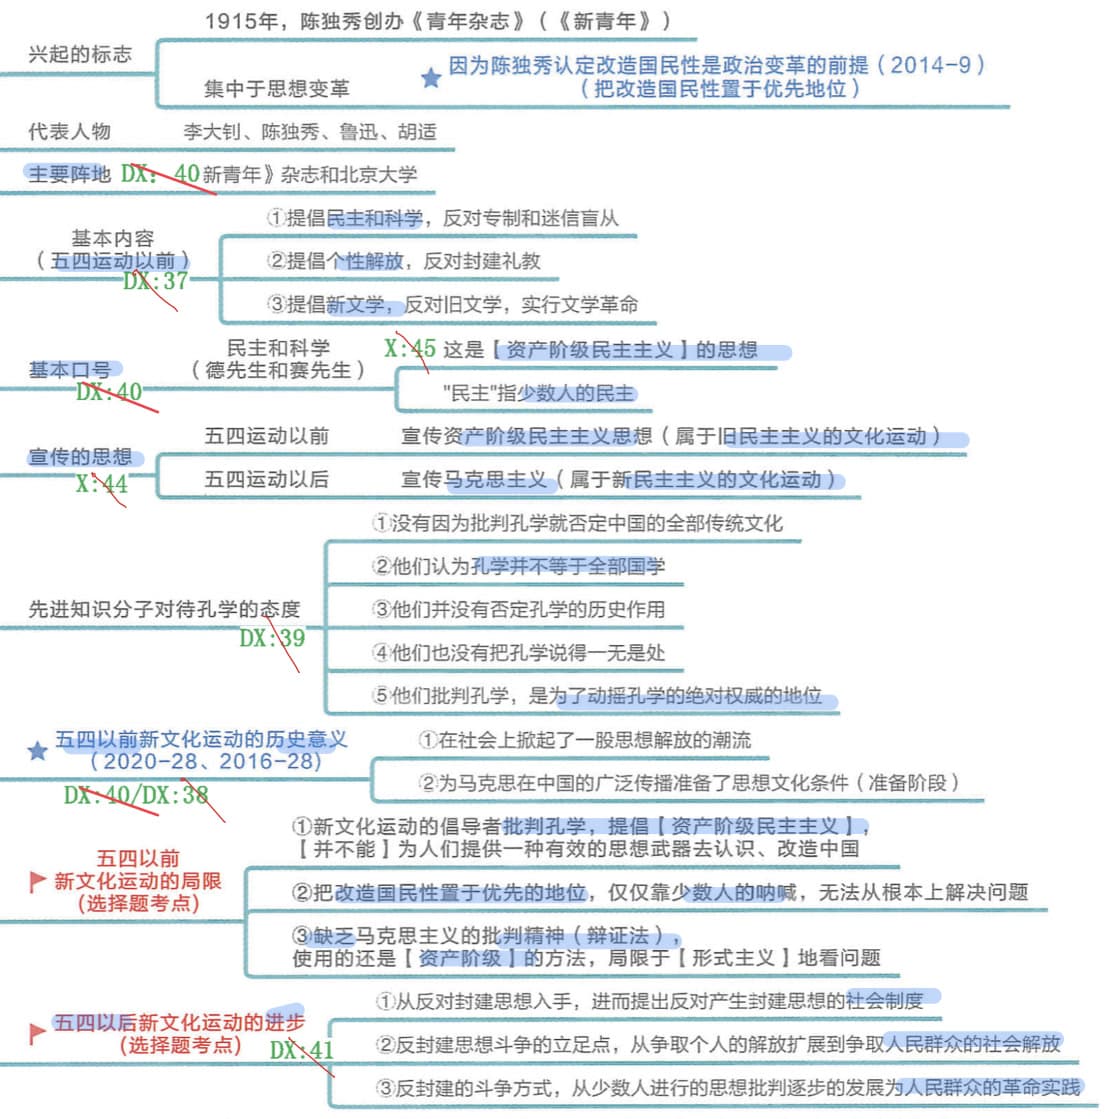 1915年，陈独秀创办《青年杂志》（《新青年》）
兴起的标志
★ 因为陈独秀认定改造国民性是政治变革的前提（2014-9）
集中于思想变革
（把改造国民性置于优先地位）
代表人物 李大钊、陈独秀、鲁迅、胡适
主要阵地 DX: 40 新青年》杂志和北京大学
①提倡民主和科学，反对专制和迷信盲从
基本内容
（五四运动以前）
DX:37
②提倡个性解放，反对封建礼教
③提倡新文学，反对旧文学，实行文学革命
基本口号
DX:40
民主和科学
（德先生和赛先生）
X:45 这是【资产阶级民主主义】的思想
"民主"指少数人的民主
宣传的思想
X:44
五四运动以前 宣传资产阶级民主主义思想（属于旧民主主义的文化运动）
五四运动以后 宣传马克思主义（属于新民主主义的文化运动）
先进知识分子对待孔学的态度
DX:39
①没有因为批判孔学就否定中国的全部传统文化
②他们认为孔学并不等于全部国学
③他们并没有否定孔学的历史作用
④他们也没有把孔学说得一无是处
⑤他们批判孔学，是为了动摇孔学的绝对权威的地位
★ 五四以前新文化运动的历史意义
（2020-28、2016-28）
DX:40/DX:38
①在社会上掀起了一股思想解放的潮流
②为马克思在中国的广泛传播准备了思想文化条件（准备阶段）
五四以前
新文化运动的局限
(选择题考点)
①新文化运动的倡导者批判孔学，提倡【资产阶级民主主义】，
【并不能】为人们提供一种有效的思想武器去认识、改造中国
②把改造国民性置于优先的地位，仅仅靠少数人的呐喊，无法从根本上解决问题
③缺乏马克思主义的批判精神（辩证法），
使用的还是【资产阶级】的方法，局限于【形式主义】地看问题
五四以后新文化运动的进步
(选择题考点)
DX:41
①从反对封建思想入手，进而提出反对产生封建思想的社会制度
②反封建思想斗争的立足点，从争取个人的解放扩展到争取人民群众的社会解放
③反封建的斗争方式，从少数人进行的思想批判逐步的发展为人民群众的革命实践